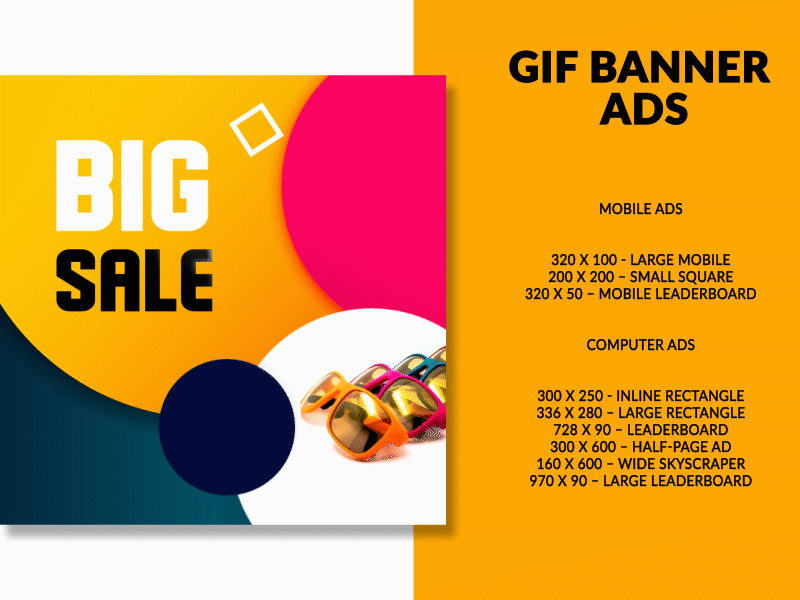 BIG
SALE
GIF BANNER
ADS
MOBILE ADS
320 X 100 - LARGE MOBILE
200 X 200 – SMALL SQUARE
320 X 50 – MOBILE LEADERBOARD
COMPUTER ADS
300 X 250 - INLINE RECTANGLE
336 X 280 – LARGE RECTANGLE
728 X 90 – LEADERBOARD
300 X 600 – HALF-PAGE AD
160 X 600 – WIDE SKYSCRAPER
970 X 90 – LARGE LEADERBOARD